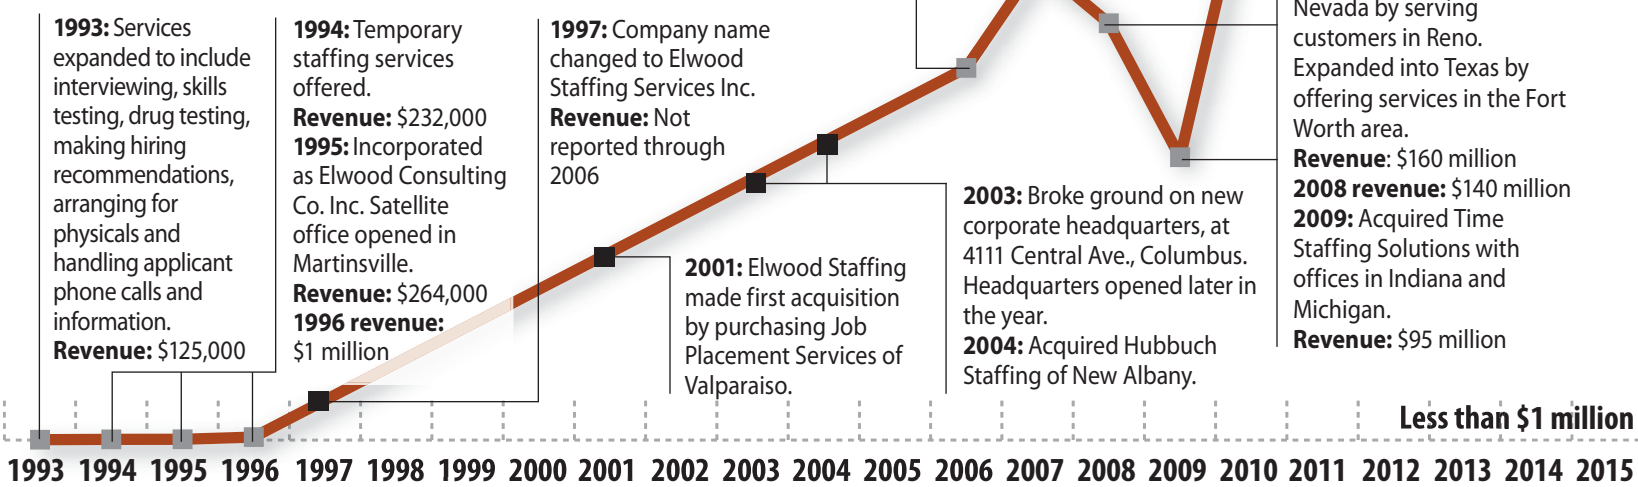 1993: Services
expanded to include
interviewing, skills
testing, drug testing,
making hiring
recommendations,
arranging for
physicals and
handling applicant
phone calls and
information.
Revenue: $125,000
1994: Temporary
staffing services
offered.
Revenue: $232,000
1995: Incorporated
as Elwood Consulting
Co. Inc. Satellite
office opened in
Martinsville.
Revenue: $264,000
1996 revenue:
$1 million
1997: Company name
changed to Elwood
Staffing Services Inc.
Revenue: Not
reported through
2006
2001: Elwood Staffing
made first acquisition
by purchasing Job
Placement Services of
Valparaiso.
2003: Broke ground on new
corporate headquarters, at
4111 Central Ave., Columbus.
Headquarters opened later in
the year.
2004: Acquired Hubbuch
Staffing of New Albany.
Nevada by serving
customers in Reno.
Expanded into Texas by
offering services in the Fort
Worth area.
Revenue: $160 million
2008 revenue: $140 million
2009: Acquired Time
Staffing Solutions with
offices in Indiana and
Michigan.
Revenue: $95 million
Less than $1 million
1993 1994 1995 1996 1997 1998 1999 2000 2001 2002 2003 2004 2005 2006 2007 2008 2009 2010 2011 2012 2013 2014 2015